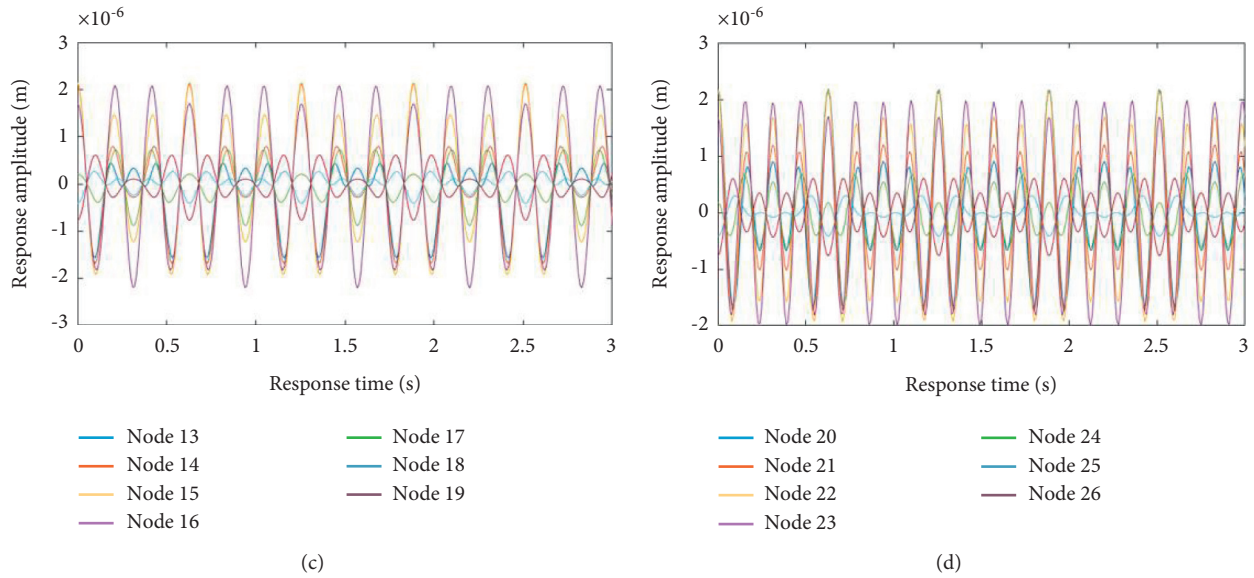 ×10-6
3
2
1
0
-1
-2
-3
Response amplitude (m)
0
0.5
1
1.5
2
2.5
3
Response time (s)
Node 13
Node 14
Node 15
Node 16
Node 17
Node 18
Node 19
(c)
×10-6
3
2
1
0
-1
-2
Response amplitude (m)
0
0.5
1
1.5
2
2.5
3
Response time (s)
Node 20
Node 21
Node 22
Node 23
Node 24
Node 25
Node 26
(d)